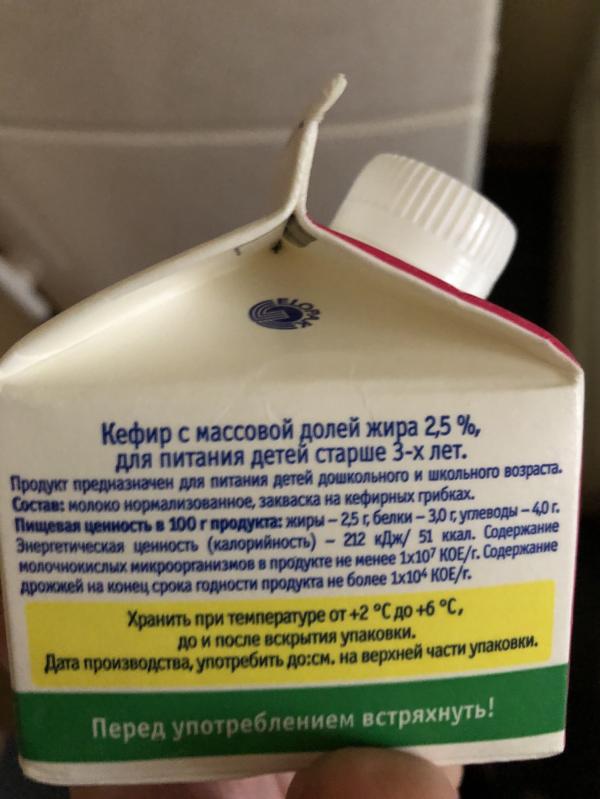 ELOPAK
Кефир с массовой долей жира 2,5 %,
для питания детей старше 3-х лет.
Продукт предназначен для питания детей дошкольного и школьного возраста.
Состав: молоко нормализованное, закваска на кефирных грибках.
Пищевая ценность в 100 г продукта: жиры – 2,5 г, белки – 3,0 г, углеводы – 4,0 г.
Энергетическая ценность (калорийность) – 212 кДж/ 51 ккал. Содержание
молочнокислых микроорганизмов в продукте не менее 1х10⁷ КОЕ/г. Содержание
дрожжей на конец срока годности продукта не более 1х10⁴ КОЕ/г.
Хранить при температуре от +2 °С до +6 °С,
до и после вскрытия упаковки.
Дата производства, употребить до:см. на верхней части упаковки.
Перед употреблением встряхнуть!